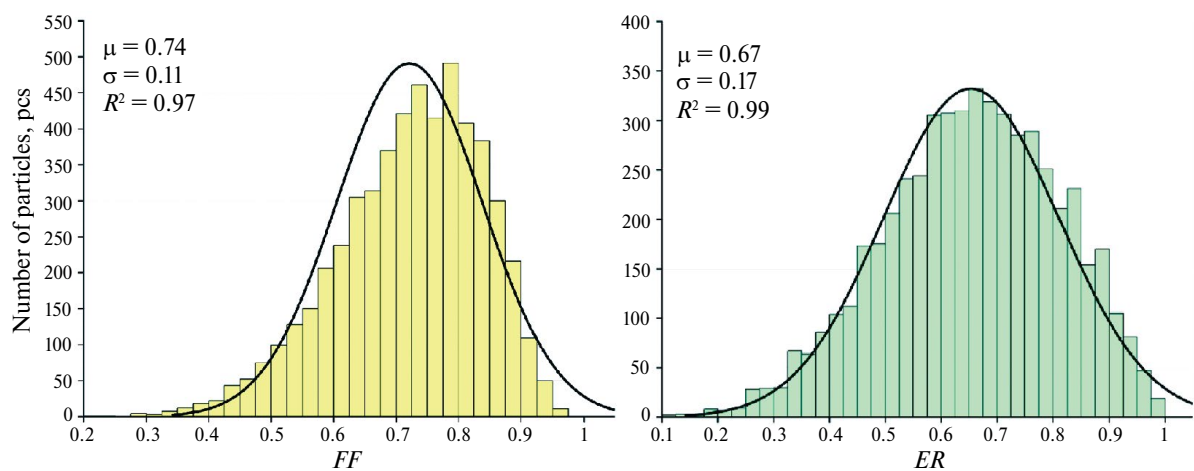 Number of particles, pcs
550
500
450
400
350
300
250
200
150
100
50
0
μ = 0.74
σ = 0.11
R² = 0.97
0.2 0.3 0.4 0.5 0.6 0.7 0.8 0.9 1
FF
400
350
300
250
200
150
100
50
0
μ = 0.67
σ = 0.17
R² = 0.99
0.1 0.2 0.3 0.4 0.5 0.6 0.7 0.8 0.9 1
ER